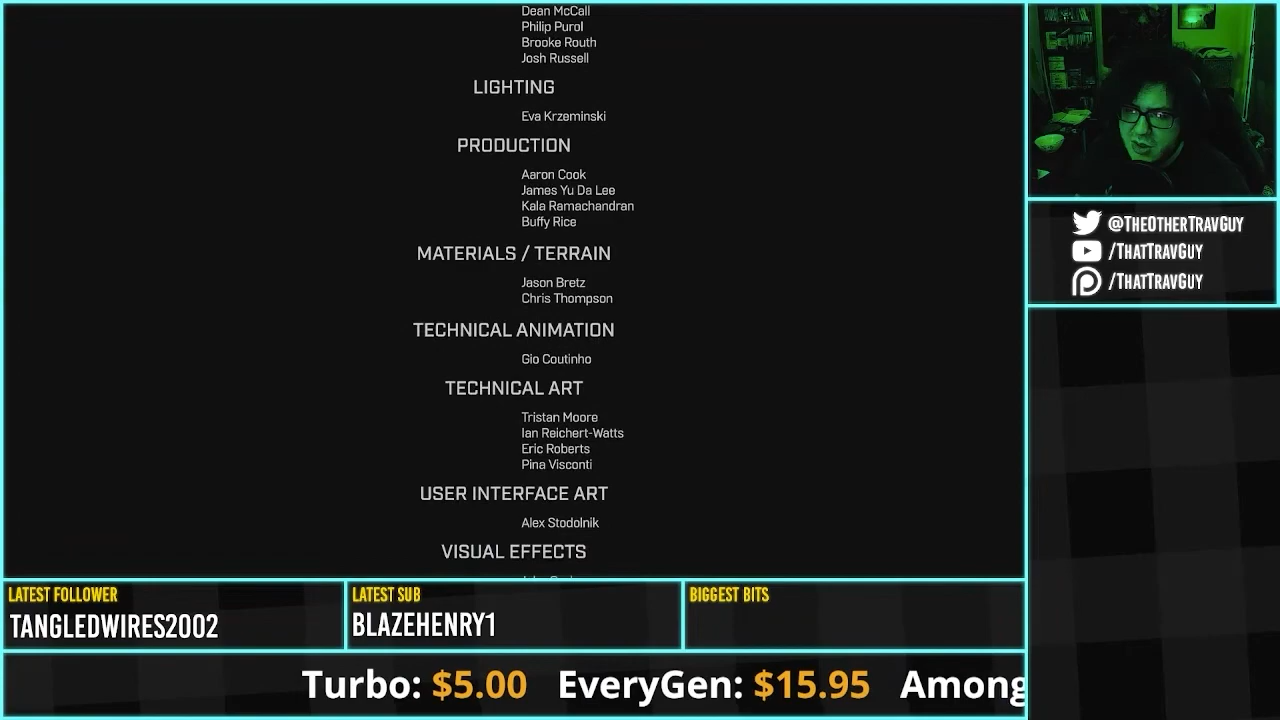 Dean McCall
Philip Purol
Brooke Routh
Josh Russell
LIGHTING
Eva Krzeminski
PRODUCTION
Aaron Cook
James Yu Da Lee
Kala Ramachandran
Buffy Rice
MATERIALS / TERRAIN
Jason Bretz
Chris Thompson
TECHNICAL ANIMATION
Gio Coutinho
TECHNICAL ART
Tristan Moore
Ian Reichert-Watts
Eric Roberts
Pina Visconti
USER INTERFACE ART
Alex Stodolnik
VISUAL EFFECTS
@THEOTHERTRAVGUY
/THATTRAVGUY
/THATTRAVGUY
LATEST FOLLOWER
TANGLEDWIRES2002
LATEST SUB
BLAZEHENRY1
BIGGEST BITS
Turbo: $5.00 EveryGen: $15.95 Among